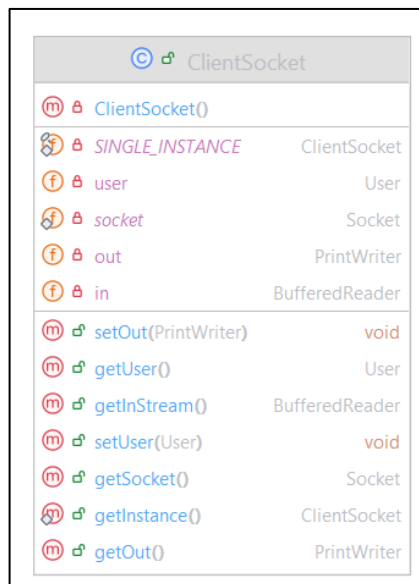 ClientSocket
ClientSocket()
SINGLE_INSTANCE ClientSocket
user User
socket Socket
out PrintWriter
in BufferedReader
setOut(PrintWriter) void
getUser() User
getInStream() BufferedReader
setUser(User) void
getSocket() Socket
getInstance() ClientSocket
getOut() PrintWriter